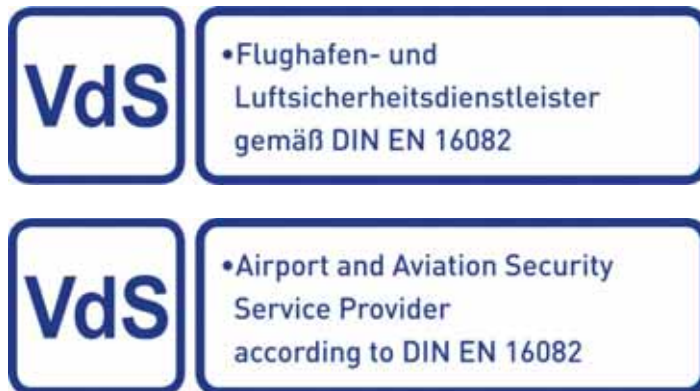 VdS
•Flughafen- und
Luftsicherheitsdienstleister
gemäß DIN EN 16082
VdS
•Airport and Aviation Security
Service Provider
according to DIN EN 16082